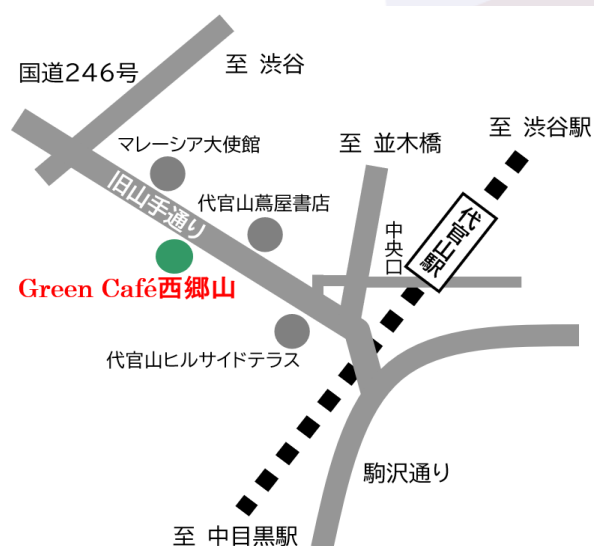 国道246号
至 渋谷
マレーシア大使館
至 並木橋
至 渋谷駅
旧山手通り
代官山蔦屋書店
中央口
代官山駅
Green Café西郷山
代官山ヒルサイドテラス
駒沢通り
至 中目黒駅